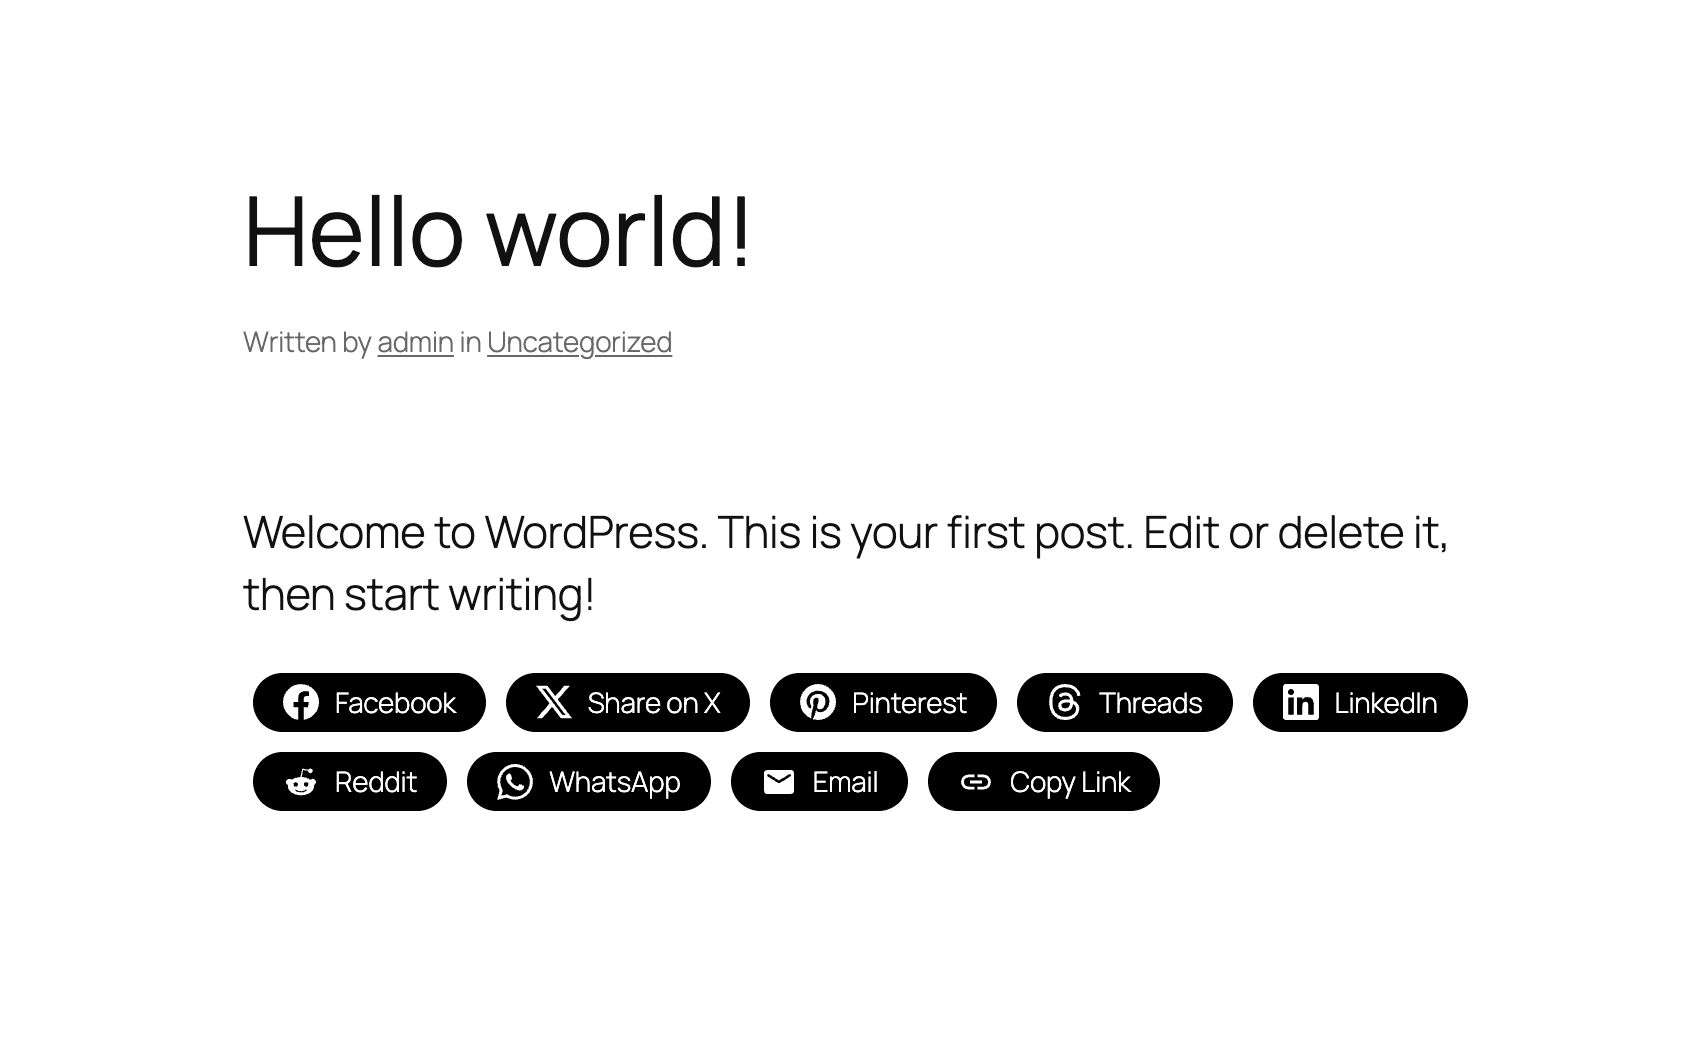 Hello world!
Written by admin in Uncategorized
Welcome to WordPress. This is your first post. Edit or delete it,
then start writing!
Facebook Share on X Pinterest Threads LinkedIn
Reddit WhatsApp Email Copy Link